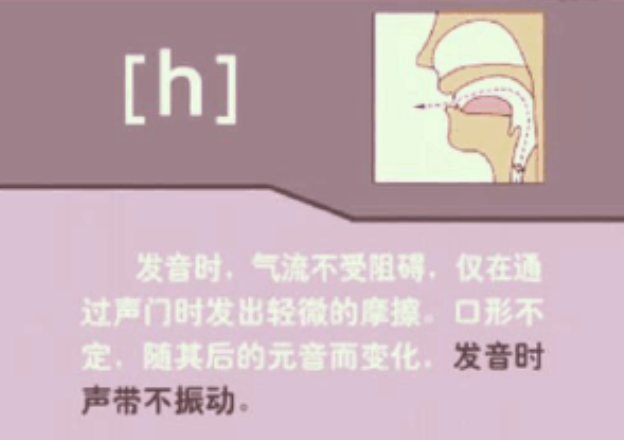 [h]
发音时，气流不受阻碍，仅在通
过声门时发出轻微的摩擦。口形不
定，随其后的元音而变化，发音时
声带不振动。